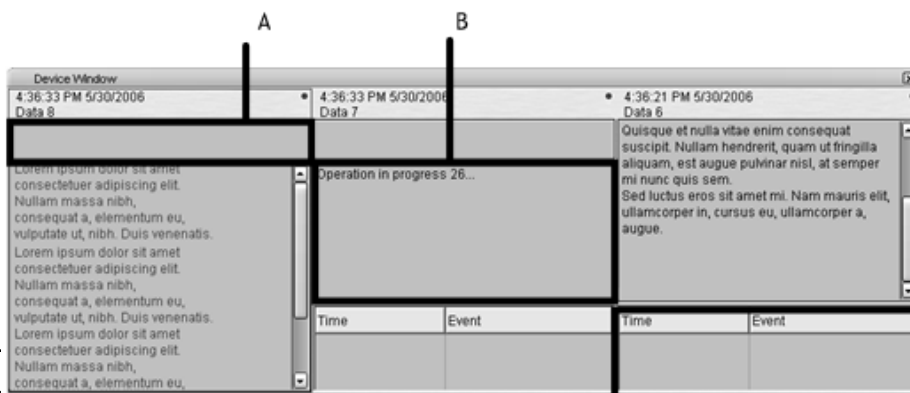 A
B
Device Window
4:36:33 PM 5/30/2006
Data 8
Lorem ipsum dolor sit amet
consectetuer adipiscing elit.
Nullam massa nibh,
consequat a, elementum eu,
vulputate ut, nibh. Duis venenatis.
Lorem ipsum dolor sit amet
consectetuer adipiscing elit.
Nullam massa nibh,
consequat a, elementum eu,
vulputate ut, nibh. Duis venenatis.
Lorem ipsum dolor sit amet
consectetuer adipiscing elit.
Nullam massa nibh,
consequat a, elementum eu,
4:36:33 PM 5/30/2006
Data 7
Operation in progress 26...
Time Event
4:36:21 PM 5/30/2006
Data 6
Quisque et nulla vitae enim consequat
suscipit. Nullam hendrerit, quam ut fringilla
aliquam, est augue pulvinar nisl, at semper
mi nunc quis sem.
Sed luctus eros sit amet mi. Nam mauris elit,
ullamcorper in, cursus eu, ullamcorper a,
augue.
Time Event